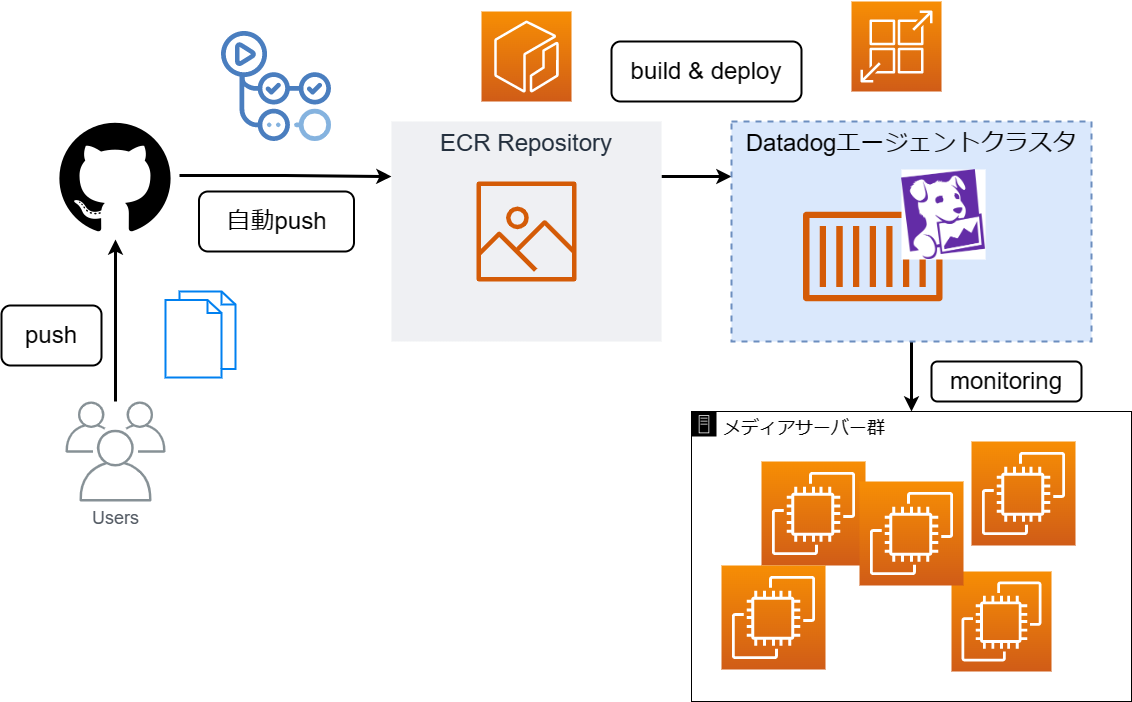 build & deploy
ECR Repository
Datadogエージェントクラスタ
自動push
push
monitoring
メディアサーバー群
Users